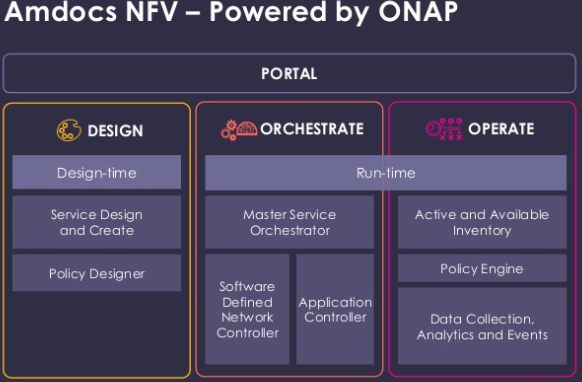 Amdocs NFV – Powered by ONAP
PORTAL
DESIGN
Design-time
Service Design
and Create
Policy Designer
ORCHESTRATE
OPERATE
Run-time
Master Service
Orchestrator
Software
Defined
Network
Controller
Application
Controller
Active and Available
Inventory
Policy Engine
Data Collection,
Analytics and Events